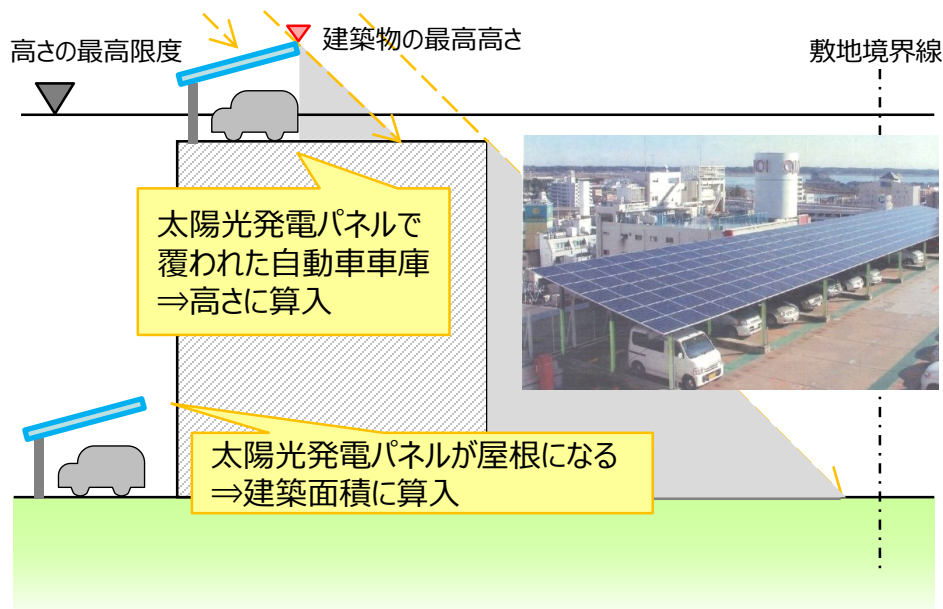 建築物の最高高さ
高さの最高限度
敷地境界線
太陽光発電パネルで
覆われた自動車車庫
⇒高さに算入
太陽光発電パネルが屋根になる
⇒建築面積に算入